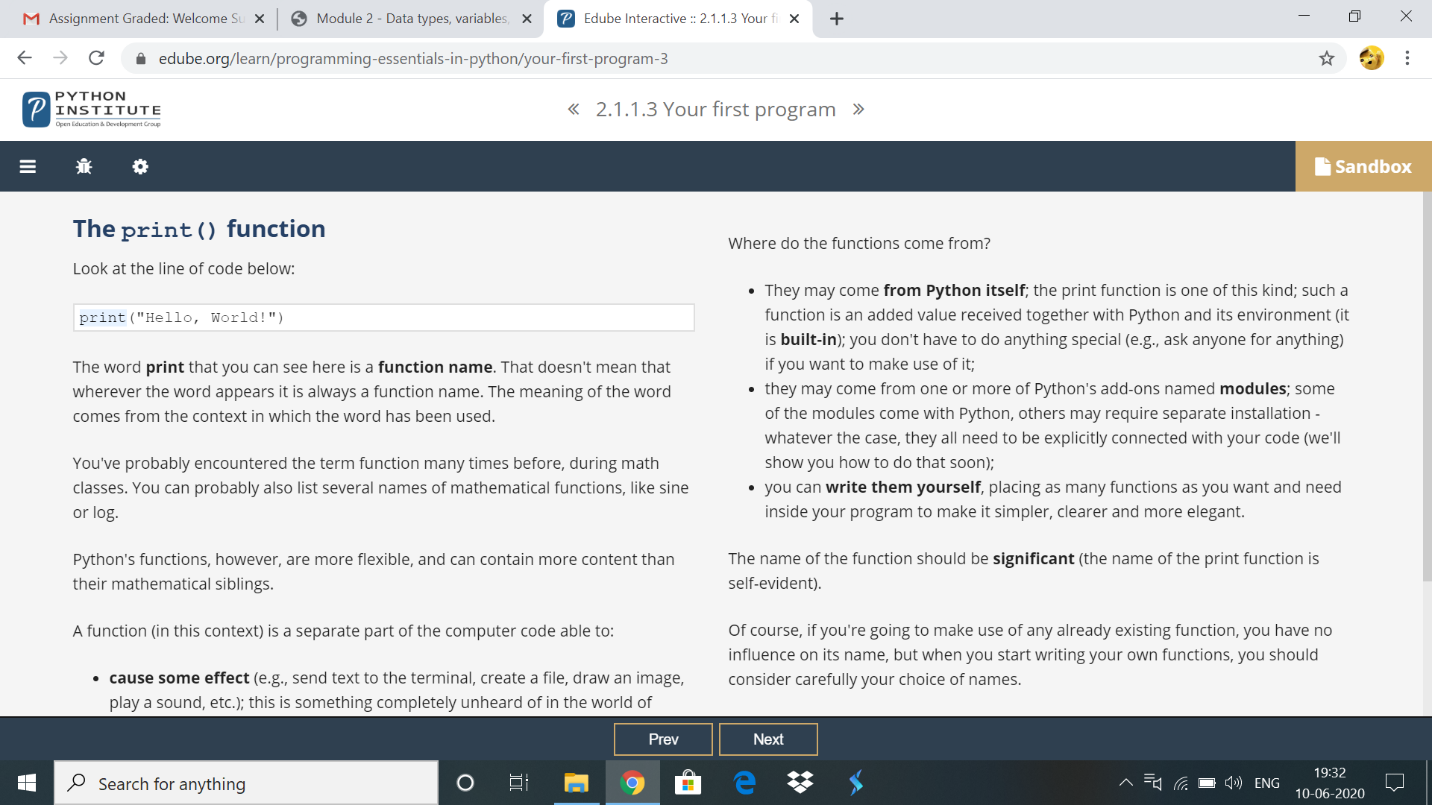 Assignment Graded: Welcome Su
Module 2 - Data types, variables,
Edube Interactive :: 2.1.1.3 Your fi
edube.org/learn/programming-essentials-in-python/your-first-program-3
PYTHON
INSTITUTE
Open Education & Development Group
« 2.1.1.3 Your first program »
Sandbox
The print() function
Look at the line of code below:
print("Hello, World!")
The word print that you can see here is a function name. That doesn't mean that
wherever the word appears it is always a function name. The meaning of the word
comes from the context in which the word has been used.
You've probably encountered the term function many times before, during math
classes. You can probably also list several names of mathematical functions, like sine
or log.
Python's functions, however, are more flexible, and can contain more content than
their mathematical siblings.
A function (in this context) is a separate part of the computer code able to:
• cause some effect (e.g., send text to the terminal, create a file, draw an image,
play a sound, etc.); this is something completely unheard of in the world of
Where do the functions come from?
• They may come from Python itself; the print function is one of this kind; such a
function is an added value received together with Python and its environment (it
is built-in); you don't have to do anything special (e.g., ask anyone for anything)
if you want to make use of it;
• they may come from one or more of Python's add-ons named modules; some
of the modules come with Python, others may require separate installation -
whatever the case, they all need to be explicitly connected with your code (we'll
show you how to do that soon);
• you can write them yourself, placing as many functions as you want and need
inside your program to make it simpler, clearer and more elegant.
The name of the function should be significant (the name of the print function is
self-evident).
Of course, if you're going to make use of any already existing function, you have no
influence on its name, but when you start writing your own functions, you should
consider carefully your choice of names.
Prev
Next
Search for anything
ENG
19:32
10-06-2020